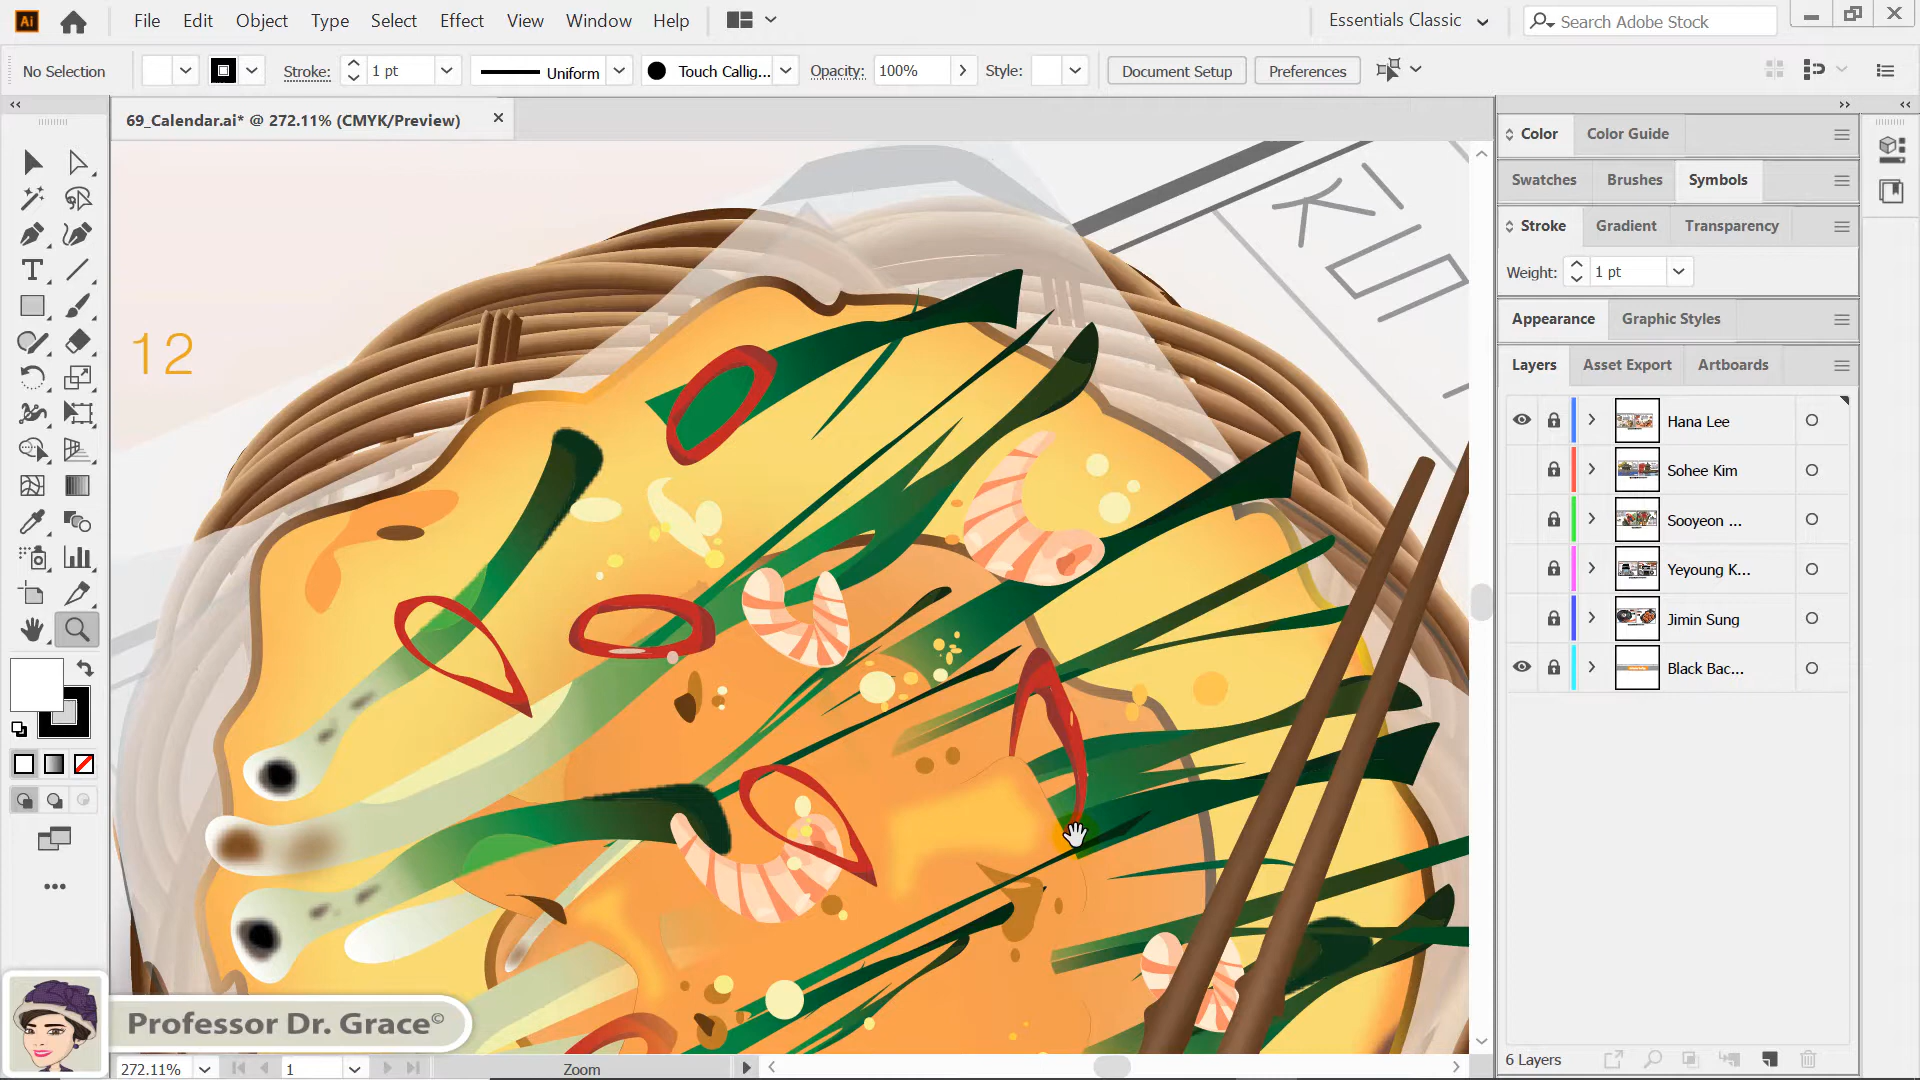 Ai File Edit Object Type Select Effect View Window Help Essentials Classic Search Adobe Stock
No Selection Stroke: 1 pt Uniform Touch Callig... Opacity: 100% Style: Document Setup Preferences
69_Calendar.ai* @ 272.11% (CMYK/Preview)
12
Color Color Guide
Swatches Brushes Symbols
Stroke Gradient Transparency
Weight: 1 pt
Appearance Graphic Styles
Layers Asset Export Artboards
Hana Lee
Sohee Kim
Sooyeon ...
Yeyoung K...
Jimin Sung
Black Bac...
6 Layers
Professor Dr. Grace©
272.11% 1 Zoom